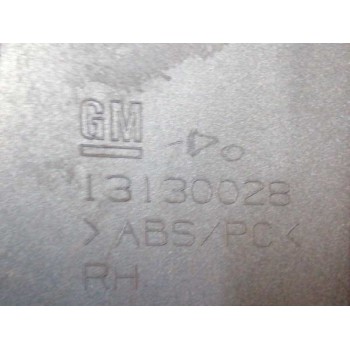 GM
13130028
>ABS/PC<
RH